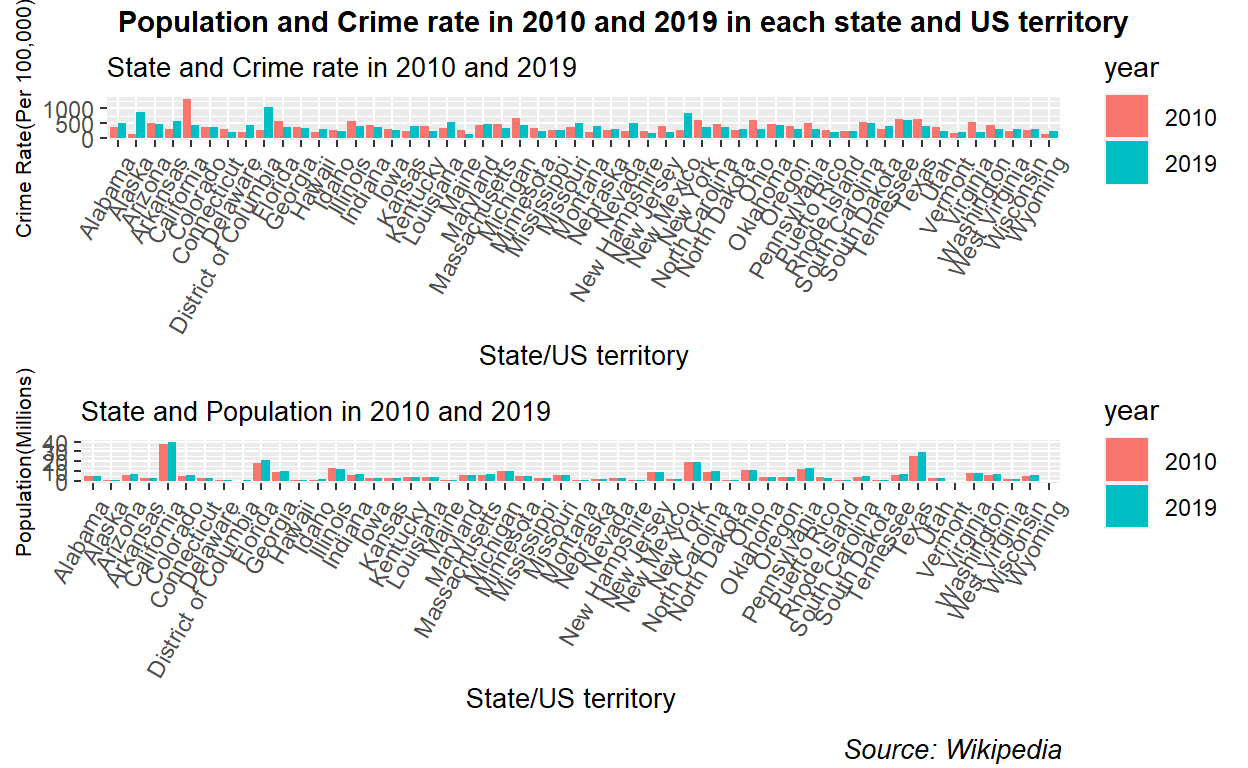 Population and Crime rate in 2010 and 2019 in each state and US territory
State and Crime rate in 2010 and 2019
Crime Rate(Per 100,000)
1000
500
0
Alabama
Alaska
Arizona
Arkansas
California
Colorado
Connecticut
Delaware
District of Columbia
Florida
Georgia
Hawaii
Idaho
Illinois
Indiana
Iowa
Kansas
Kentucky
Louisiana
Maine
Maryland
Massachusetts
Michigan
Minnesota
Mississippi
Missouri
Montana
Nebraska
Nevada
New Hampshire
New Jersey
New Mexico
New York
North Carolina
North Dakota
Ohio
Oklahoma
Oregon
Pennsylvania
Puerto Rico
Rhode Island
South Carolina
South Dakota
Tennessee
Texas
Utah
Vermont
Virginia
Washington
West Virginia
Wisconsin
Wyoming
State/US territory
year
2010
2019
State and Population in 2010 and 2019
Population(Millions)
40
30
20
10
0
Alabama
Alaska
Arizona
Arkansas
California
Colorado
Connecticut
Delaware
District of Columbia
Florida
Georgia
Hawaii
Idaho
Illinois
Indiana
Iowa
Kansas
Kentucky
Louisiana
Maine
Maryland
Massachusetts
Michigan
Minnesota
Mississippi
Missouri
Montana
Nebraska
Nevada
New Hampshire
New Jersey
New Mexico
New York
North Carolina
North Dakota
Ohio
Oklahoma
Oregon
Pennsylvania
Puerto Rico
Rhode Island
South Carolina
South Dakota
Tennessee
Texas
Utah
Vermont
Virginia
Washington
West Virginia
Wisconsin
Wyoming
State/US territory
year
2010
2019
Source: Wikipedia